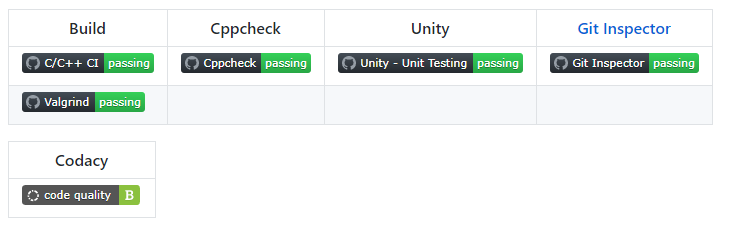 Build Cppcheck Unity Git Inspector
C/C++ CI passing Cppcheck passing Unity - Unit Testing passing Git Inspector passing
Valgrind passing
Codacy
code quality B